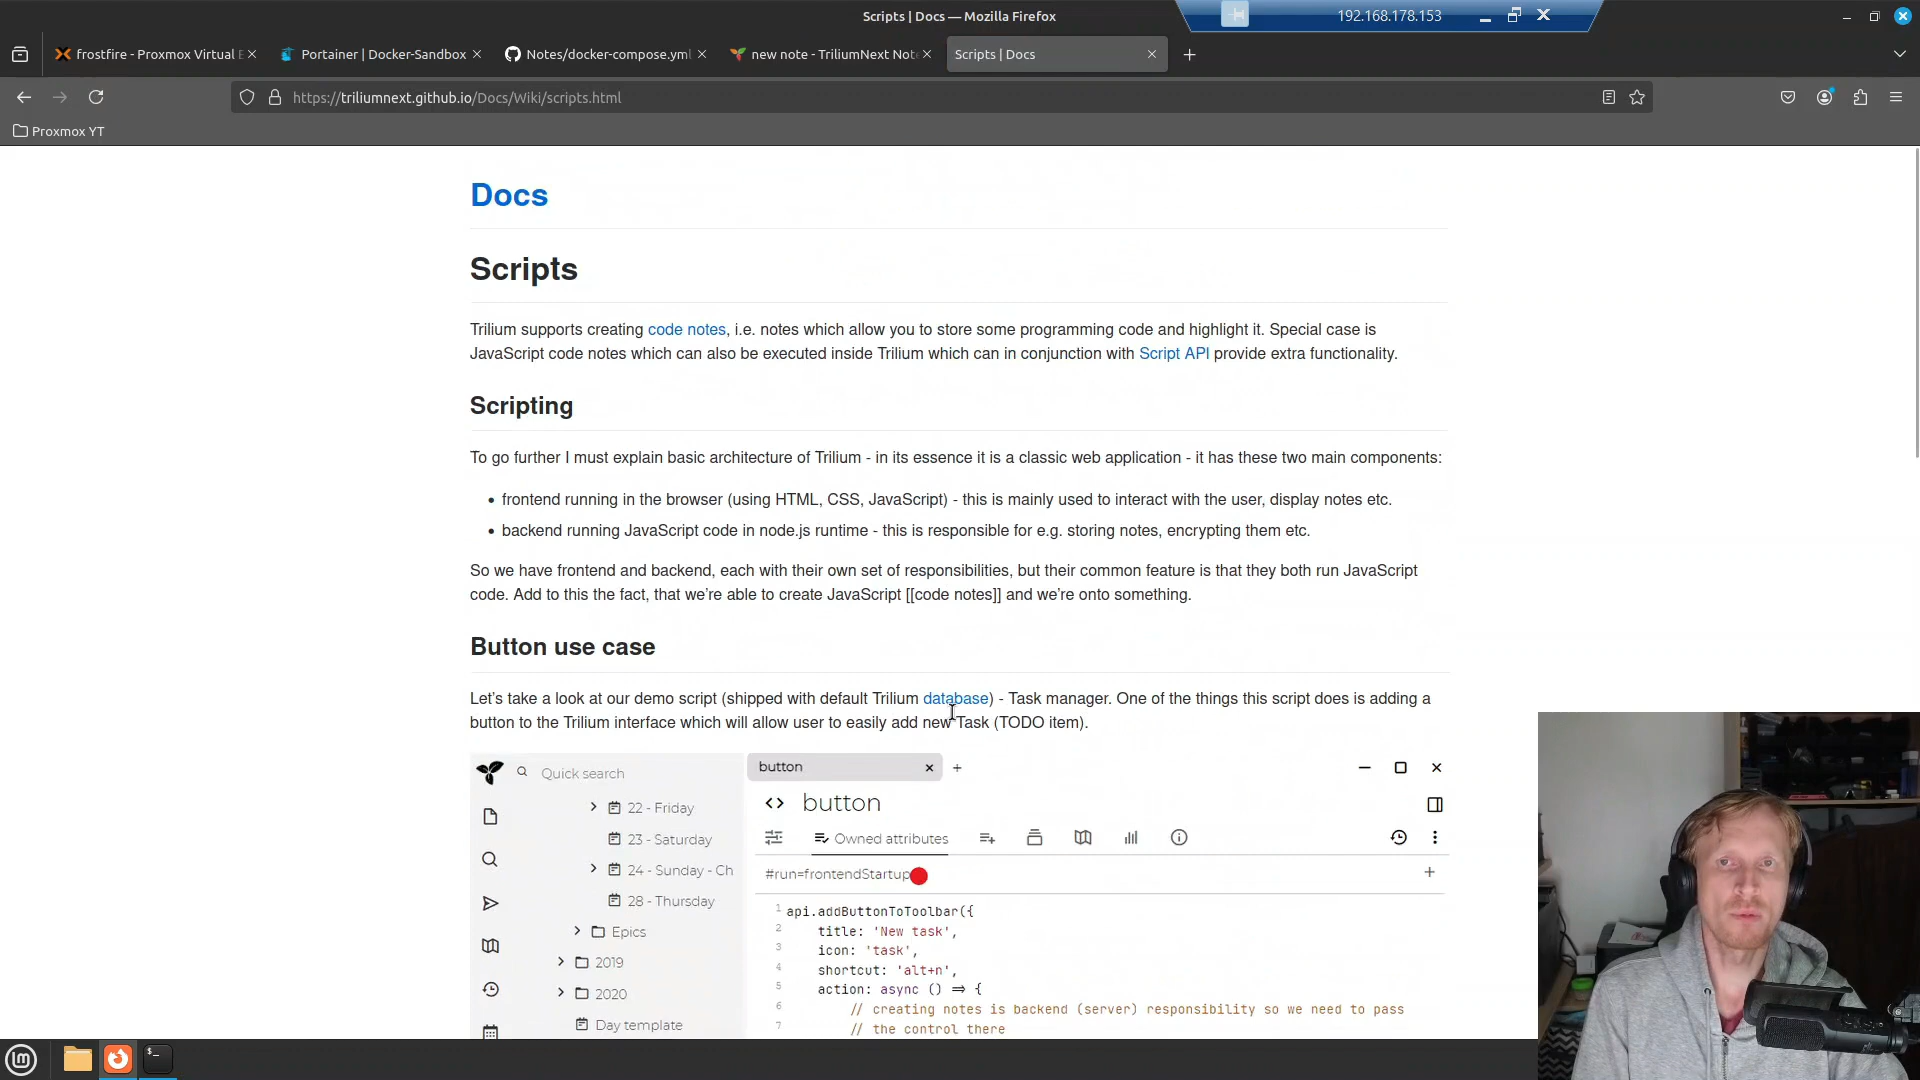 Scripts | Docs — Mozilla Firefox
192.168.178.153
frostfire - Proxmox Virtual E
Portainer | Docker-Sandbox
Notes/docker-compose.yml
new note - TriliumNext Note
Scripts | Docs
https://triliumnext.github.io/Docs/Wiki/scripts.html
Proxmox YT
Docs
Scripts
Trilium supports creating code notes, i.e. notes which allow you to store some programming code and highlight it. Special case is
JavaScript code notes which can also be executed inside Trilium which can in conjunction with Script API provide extra functionality.
Scripting
To go further I must explain basic architecture of Trilium - in its essence it is a classic web application - it has these two main components:
• frontend running in the browser (using HTML, CSS, JavaScript) - this is mainly used to interact with the user, display notes etc.
• backend running JavaScript code in node.js runtime - this is responsible for e.g. storing notes, encrypting them etc.
So we have frontend and backend, each with their own set of responsibilities, but their common feature is that they both run JavaScript
code. Add to this the fact, that we’re able to create JavaScript [[code notes]] and we’re onto something.
Button use case
Let’s take a look at our demo script (shipped with default Trilium database) - Task manager. One of the things this script does is adding a
button to the Trilium interface which will allow user to easily add new Task (TODO item).
Quick search
22 - Friday
23 - Saturday
24 - Sunday - Ch
28 - Thursday
Epics
2019
2020
Day template
button
button
Owned attributes
#run=frontendStartup
1 api.addButtonToToolbar({
2 title: 'New task',
3 icon: 'task',
4 shortcut: 'alt+n',
5 action: async () => {
6 // creating notes is backend (server) responsibility so we need to pass
7 // the control there